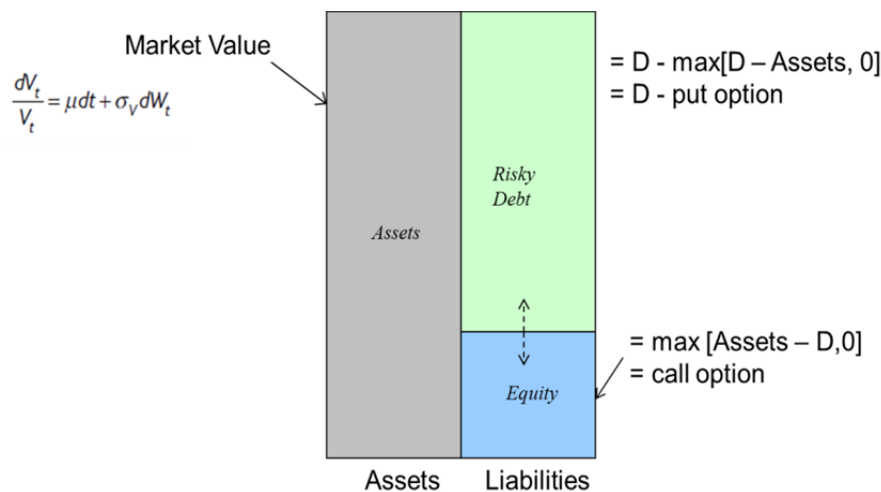 Market Value
dV_t / V_t = μdt + σ_V dW_t
= D - max[D – Assets, 0]
= D - put option
Risky
Debt
Assets
= max [Assets – D,0]
= call option
Equity
Assets Liabilities